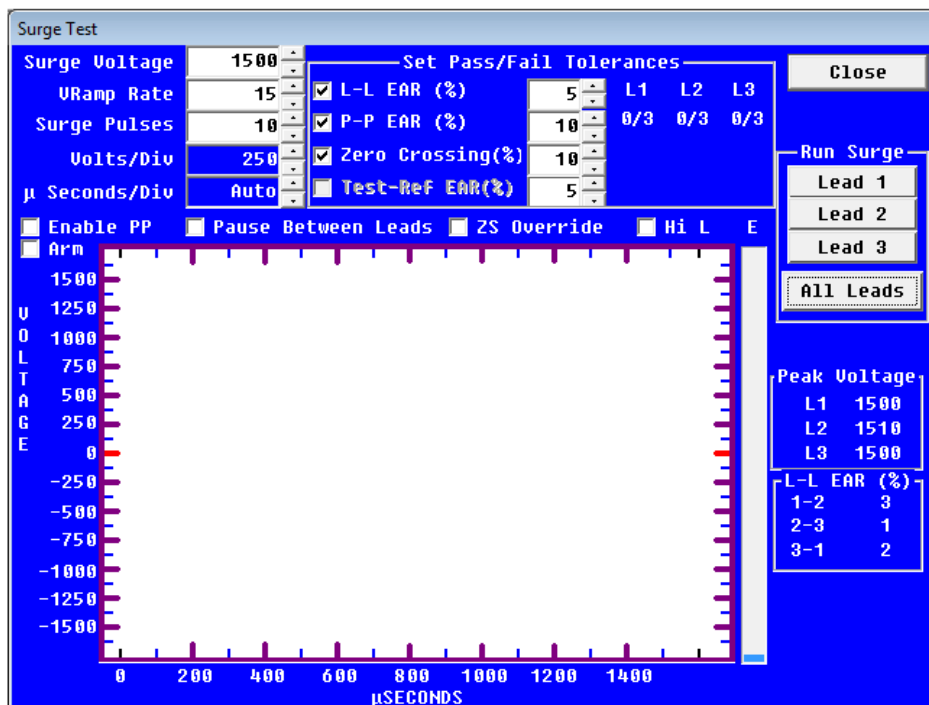 Surge Test
Surge Voltage 1500
VRamp Rate 15
Surge Pulses 10
Volts/Div 250
µ Seconds/Div Auto
Set Pass/Fail Tolerances
L-L EAR (%) 5 L1 L2 L3
P-P EAR (%) 10 0/3 0/3 0/3
Zero Crossing(%) 10
Test-Ref EAR(%) 5
Close
Run Surge
Lead 1
Lead 2
Lead 3
All Leads
Enable PP Pause Between Leads ZS Override Hi L E
Arm
VOLTAGE
1500
1250
1000
750
500
250
0
-250
-500
-750
-1000
-1250
-1500
0 200 400 600 800 1000 1200 1400
µSECONDS
Peak Voltage
L1 1500
L2 1510
L3 1500
L-L EAR (%)
1-2 3
2-3 1
3-1 2